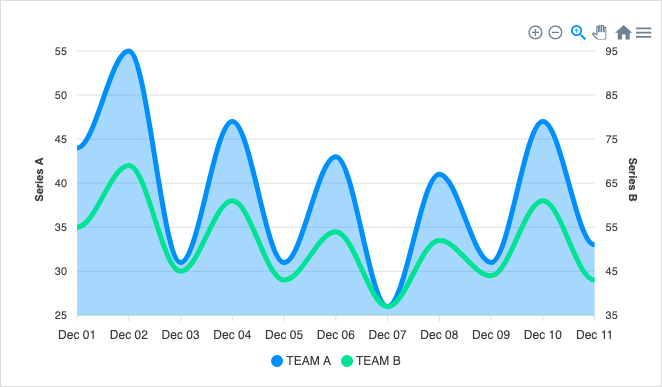 55 95
50 85
45 75
40 65
35 55
30 45
25 35
Series A
Series B
Dec 01 Dec 02 Dec 03 Dec 04 Dec 05 Dec 06 Dec 07 Dec 08 Dec 09 Dec 10 Dec 11
TEAM A TEAM B